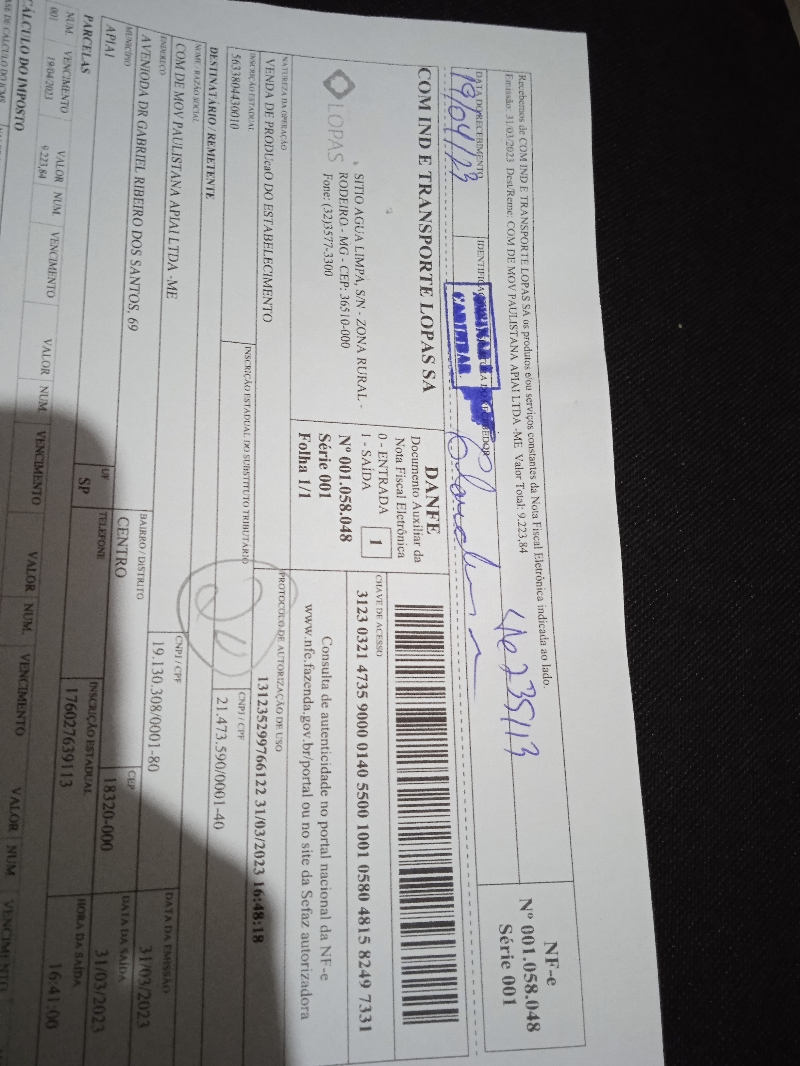 Recebemos de COM IND E TRANSPORTE LOPAS SA os produtos e/ou serviços constantes da Nota Fiscal Eletrônica indicada ao lado.
Emissão: 31/03/2023 Dest/Reme: COM DE MOV PAULISTANA APIAI LTDA -ME Valor Total: 9.223,84
NF-e
Nº 001.058.048
Série 001
DATA DO RECEBIMENTO
19/04/23
COM IND E TRANSPORTE LOPAS SA
LOPAS
SITIO AGUA LIMPA, S/N - ZONA RURAL -
RODEIRO - MG - CEP: 36510-000
Fone: (32)3577-3300
DANFE
Documento Auxiliar da
Nota Fiscal Eletrônica
0 - ENTRADA
1 - SAÍDA
1
Nº 001.058.048
Série 001
Folha 1/1
CHAVE DE ACESSO
3123 0321 4735 9000 0140 5500 1001 0580 4815 8249 7331
Consulta de autenticidade no portal nacional da NF-e
www.nfe.fazenda.gov.br/portal ou no site da Sefaz autorizadora
NATUREZA DA OPERAÇÃO
VENDA DE PRODUcaO DO ESTABELECIMENTO
PROTOCOLO DE AUTORIZAÇÃO DE USO
131235299766122 31/03/2023 16:48:18
INSCRIÇÃO ESTADUAL
5633804430010
INSCRIÇÃO ESTADUAL DO SUBSTITUTO TRIBUTÁRIO
CNPJ / CPF
21.473.590/0001-40
DESTINATÁRIO / REMETENTE
NOME / RAZÃO SOCIAL
COM DE MOV PAULISTANA APIAI LTDA -ME
CNPJ / CPF
19.130.308/0001-80
DATA DA EMISSÃO
31/03/2023
ENDEREÇO
AVENIODA DR GABRIEL RIBEIRO DOS SANTOS, 69
BAIRRO / DISTRITO
CENTRO
CEP
18320-000
DATA DA SAÍDA
31/03/2023
MUNICÍPIO
APIAI
UF
SP
TELEFONE
INSCRIÇÃO ESTADUAL
176027639113
HORA DA SAÍDA
16:41:00
PARCELAS
NUM. VENCIMENTO VALOR NUM. VENCIMENTO VALOR NUM. VENCIMENTO VALOR NUM. VENCIMENTO VALOR NUM. VENCIMENTO
001 19/04/2023 9.223,84
CÁLCULO DO IMPOSTO